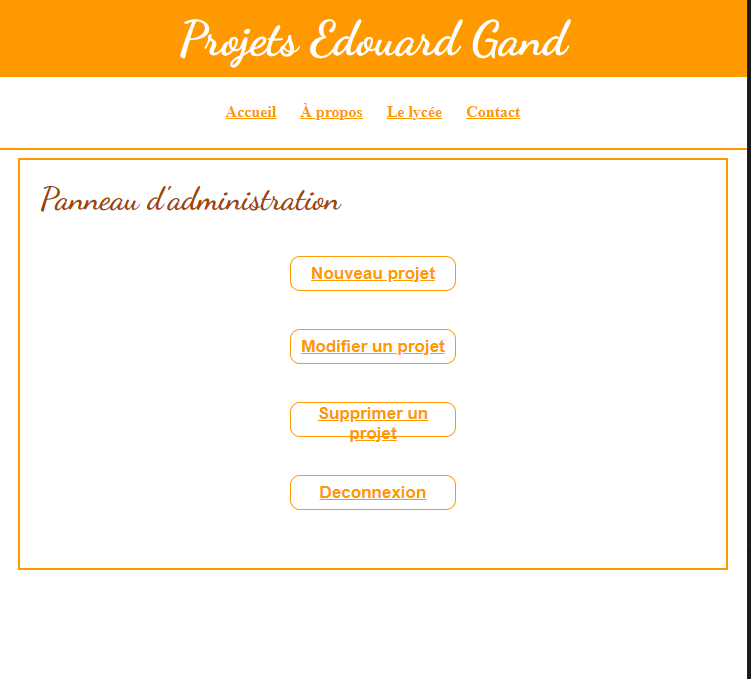 Projets Edouard Gand
Accueil À propos Le lycée Contact
Panneau d'administration
Nouveau projet
Modifier un projet
Supprimer un
projet
Deconnexion